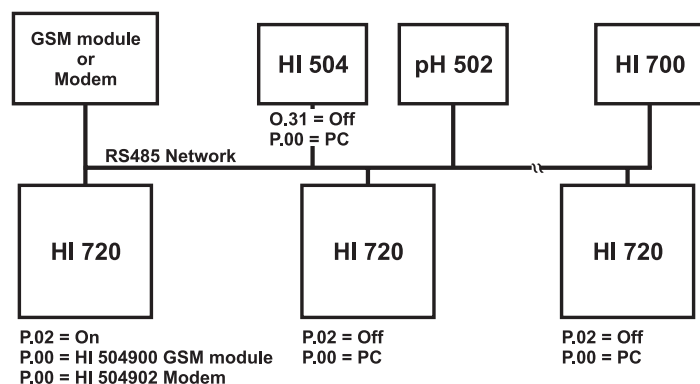 GSM module
or
Modem
HI 504
pH 502
HI 700
O.31 = Off
P.00 = PC
RS485 Network
HI 720
HI 720
HI 720
P.02 = On
P.00 = HI 504900 GSM module
P.00 = HI 504902 Modem
P.02 = Off
P.00 = PC
P.02 = Off
P.00 = PC